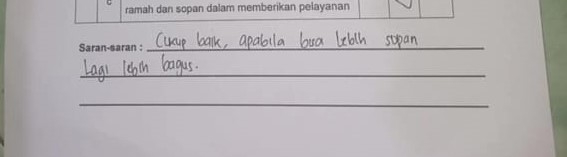 ramah dan sopan dalam memberikan pelayanan
Saran-saran : Cukup baik, apabila bisa lebih sopan
Lagi lebih bagus.